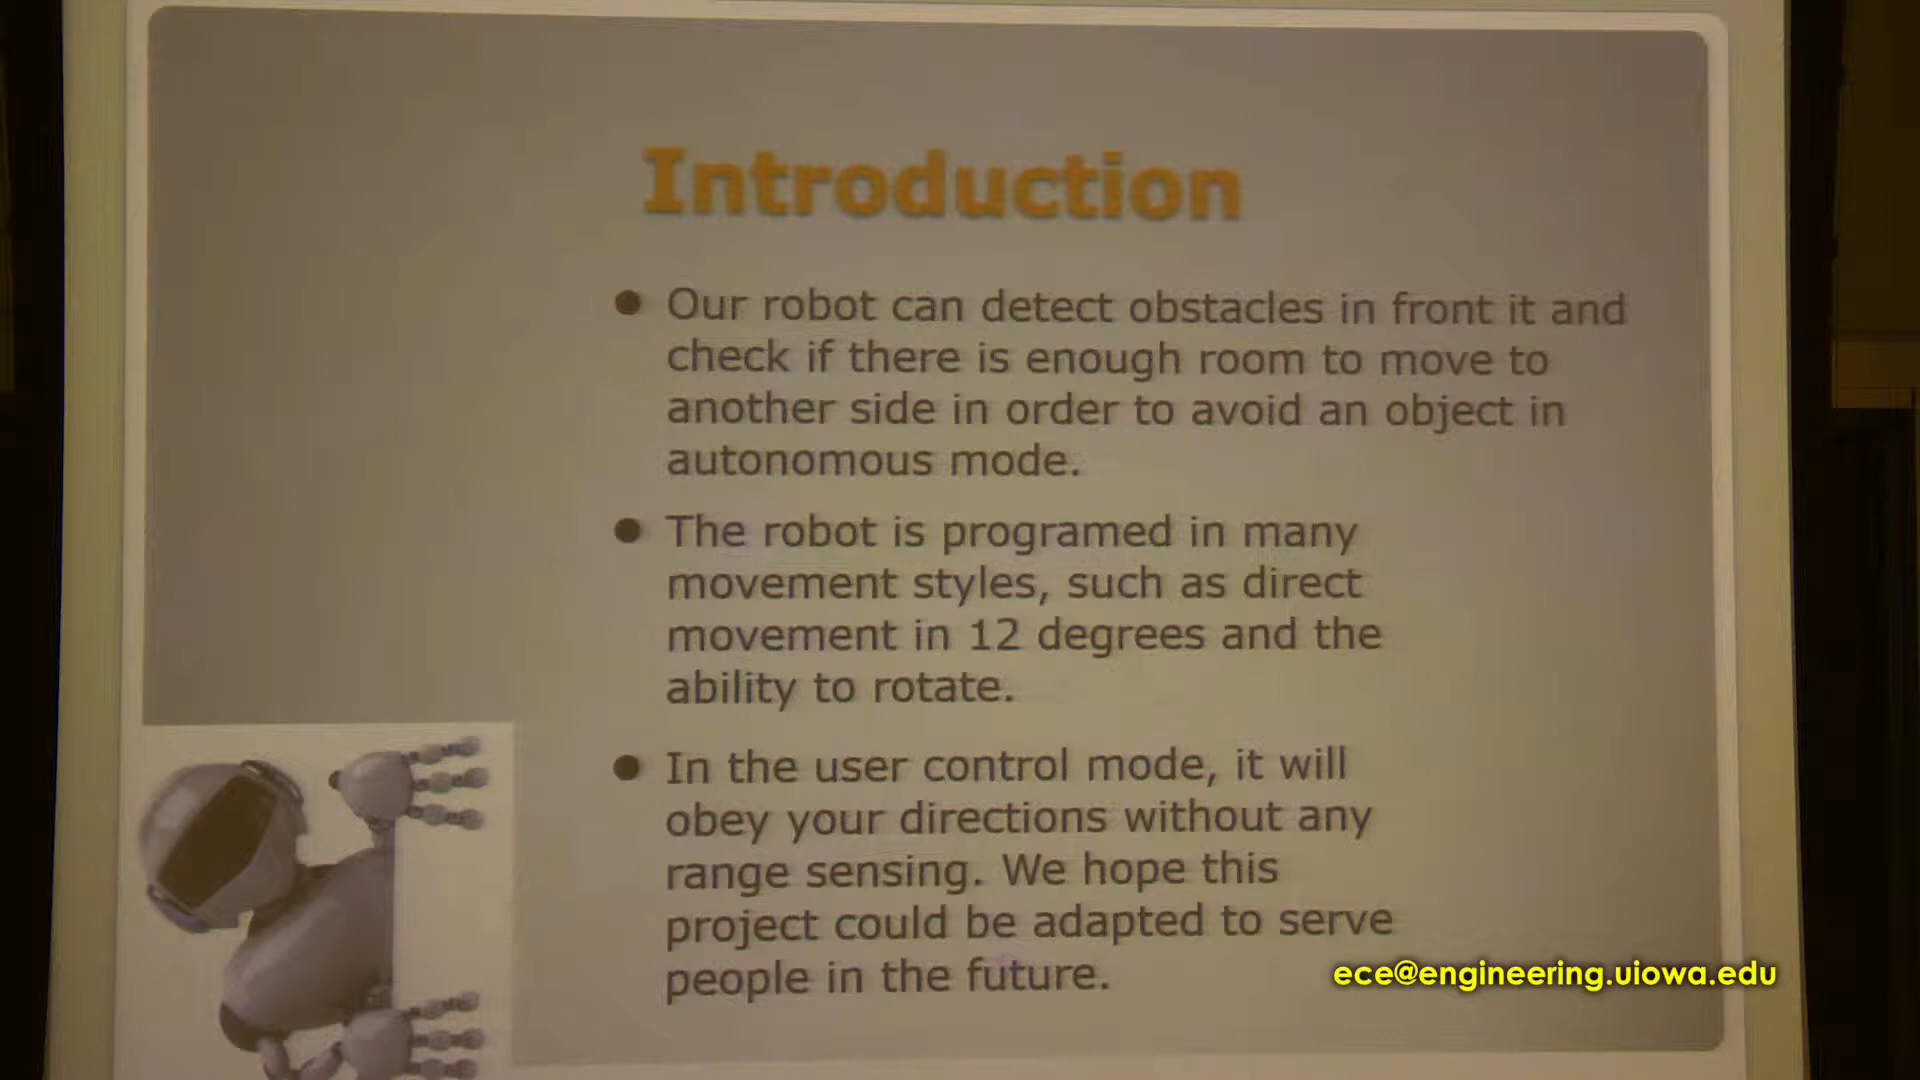 Introduction
Our robot can detect obstacles in front it and
check if there is enough room to move to
another side in order to avoid an object in
autonomous mode.
The robot is programed in many
movement styles, such as direct
movement in 12 degrees and the
ability to rotate.
In the user control mode, it will
obey your directions without any
range sensing. We hope this
project could be adapted to serve
people in the future.
ece@engineering.uiowa.edu